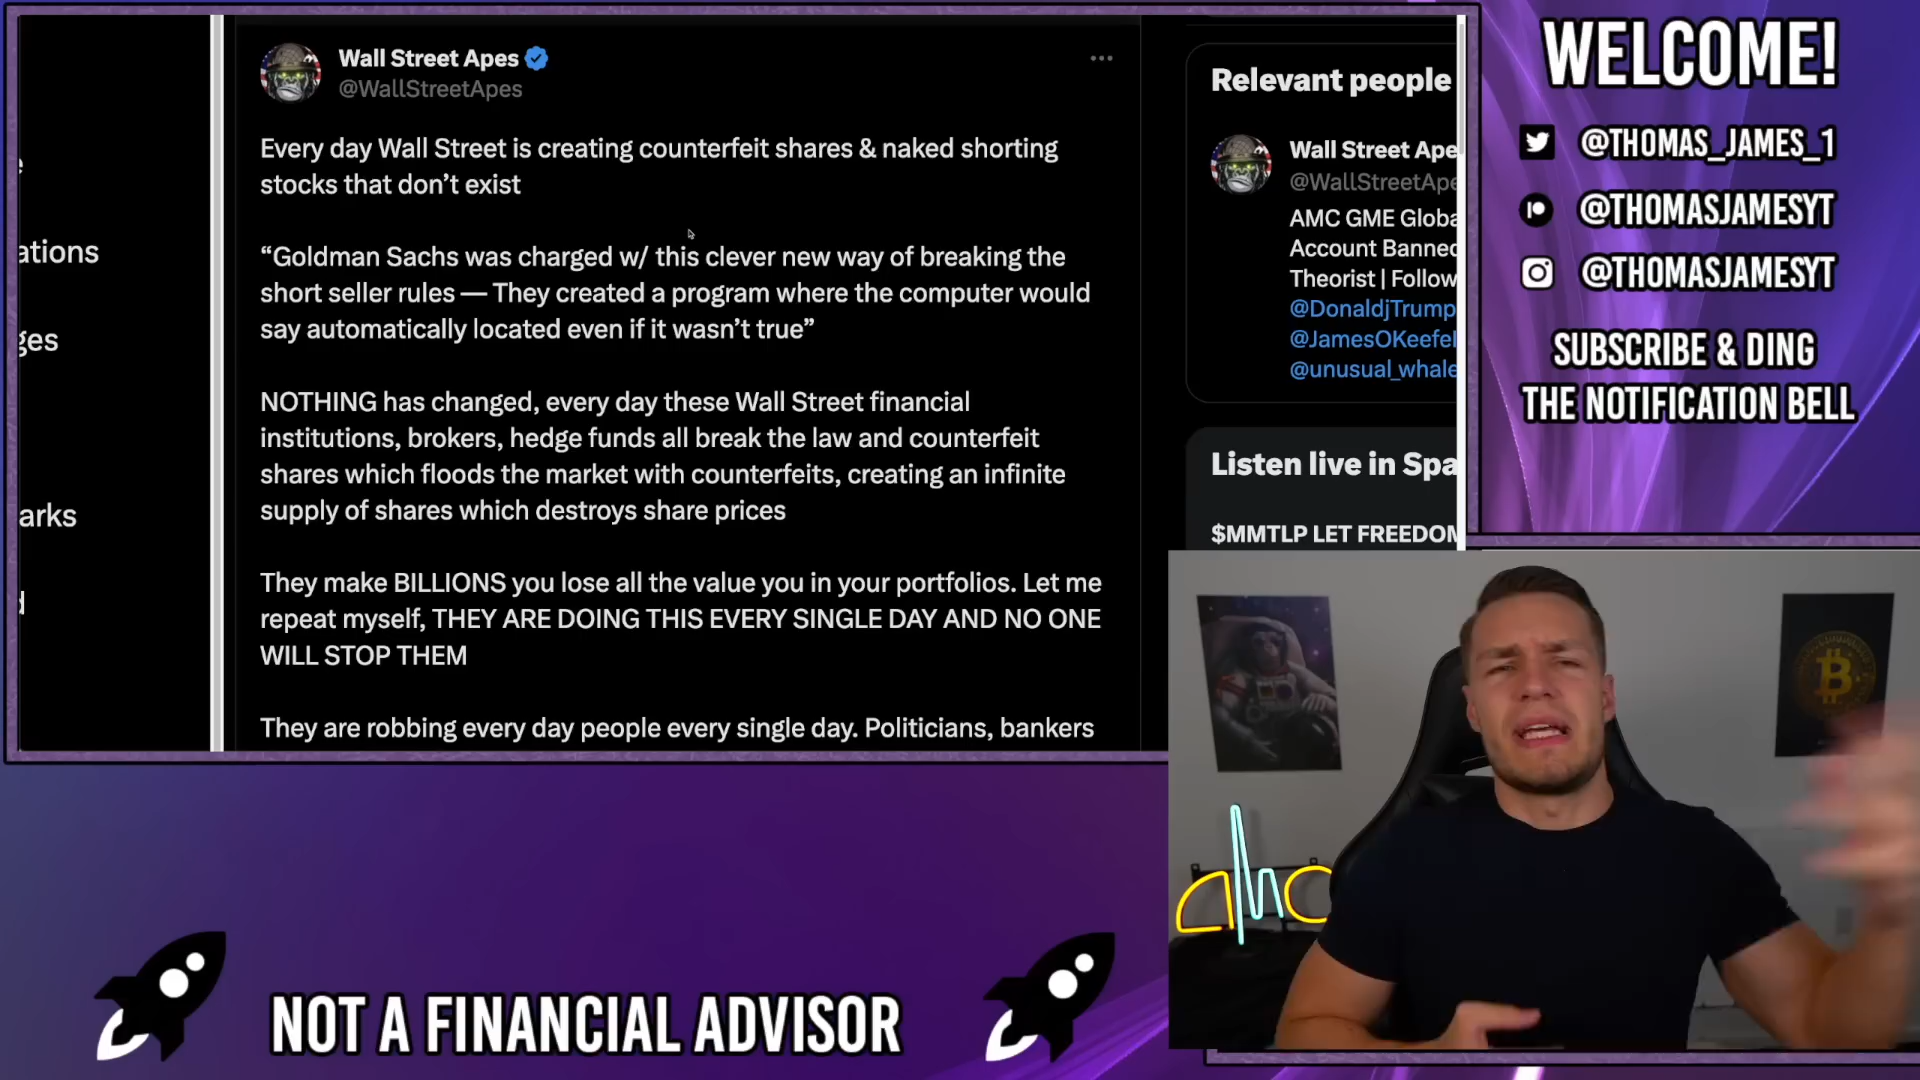 Wall Street Apes
@WallStreetApes
Every day Wall Street is creating counterfeit shares & naked shorting
stocks that don’t exist
“Goldman Sachs was charged w/ this clever new way of breaking the
short seller rules — They created a program where the computer would
say automatically located even if it wasn’t true”
NOTHING has changed, every day these Wall Street financial
institutions, brokers, hedge funds all break the law and counterfeit
shares which floods the market with counterfeits, creating an infinite
supply of shares which destroys share prices
They make BILLIONS you lose all the value you in your portfolios. Let me
repeat myself, THEY ARE DOING THIS EVERY SINGLE DAY AND NO ONE
WILL STOP THEM
They are robbing every day people every single day. Politicians, bankers
ations
ges
arks
Relevant people
Wall Street Ape
@WallStreetApe
AMC GME Globa
Account Banned
Theorist | Follow
@DonaldjTrump
@JamesOKeefeI
@unusual_whale
Listen live in Spa
$MMTLP LET FREEDOM
WELCOME!
@THOMAS_JAMES_1
@THOMASJAMESYT
@THOMASJAMESYT
SUBSCRIBE & DING
THE NOTIFICATION BELL
NOT A FINANCIAL ADVISOR